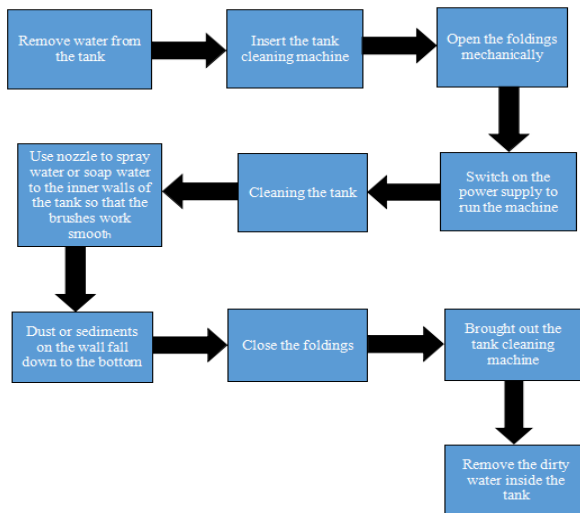 Remove water from
the tank
Insert the tank
cleaning machine
Open the foldings
mechanically
Switch on the
power supply to
run the machine
Cleaning the tank
Use nozzle to spray
water or soap water
to the inner walls of
the tank so that the
brushes work
smooth
Dust or sediments
on the wall fall
down to the bottom
Close the foldings
Brought out the
tank cleaning
machine
Remove the dirty
water inside the
tank